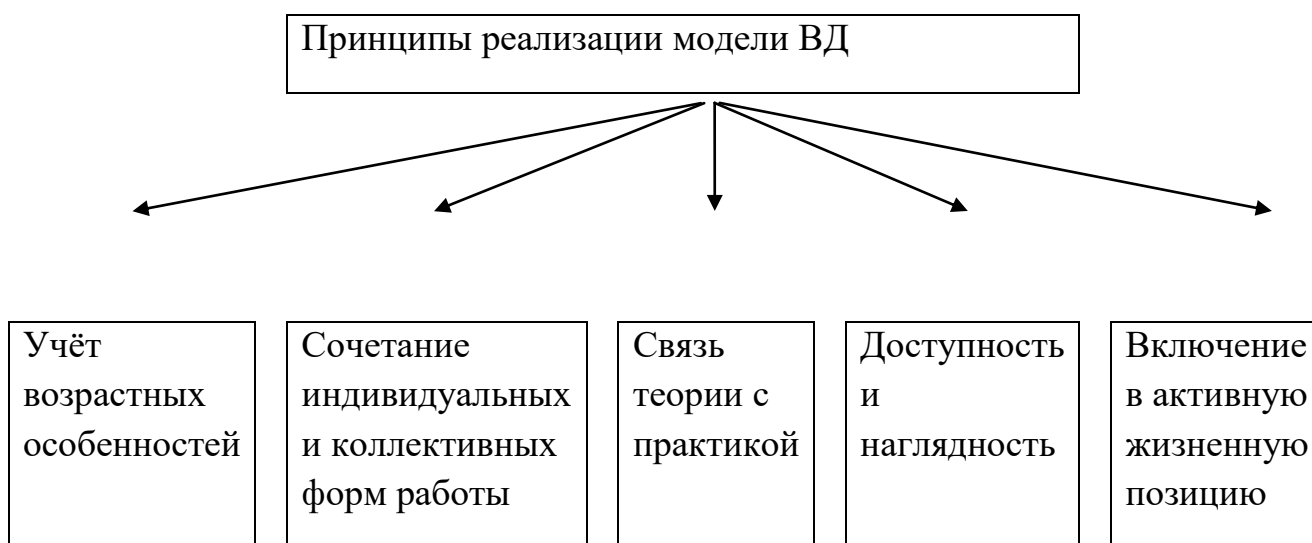 Принципы реализации модели ВД
Учёт
возрастных
особенностей
Сочетание
индивидуальных
и коллективных
форм работы
Связь
теории с
практикой
Доступность
и
наглядность
Включение
в активную
жизненную
позицию